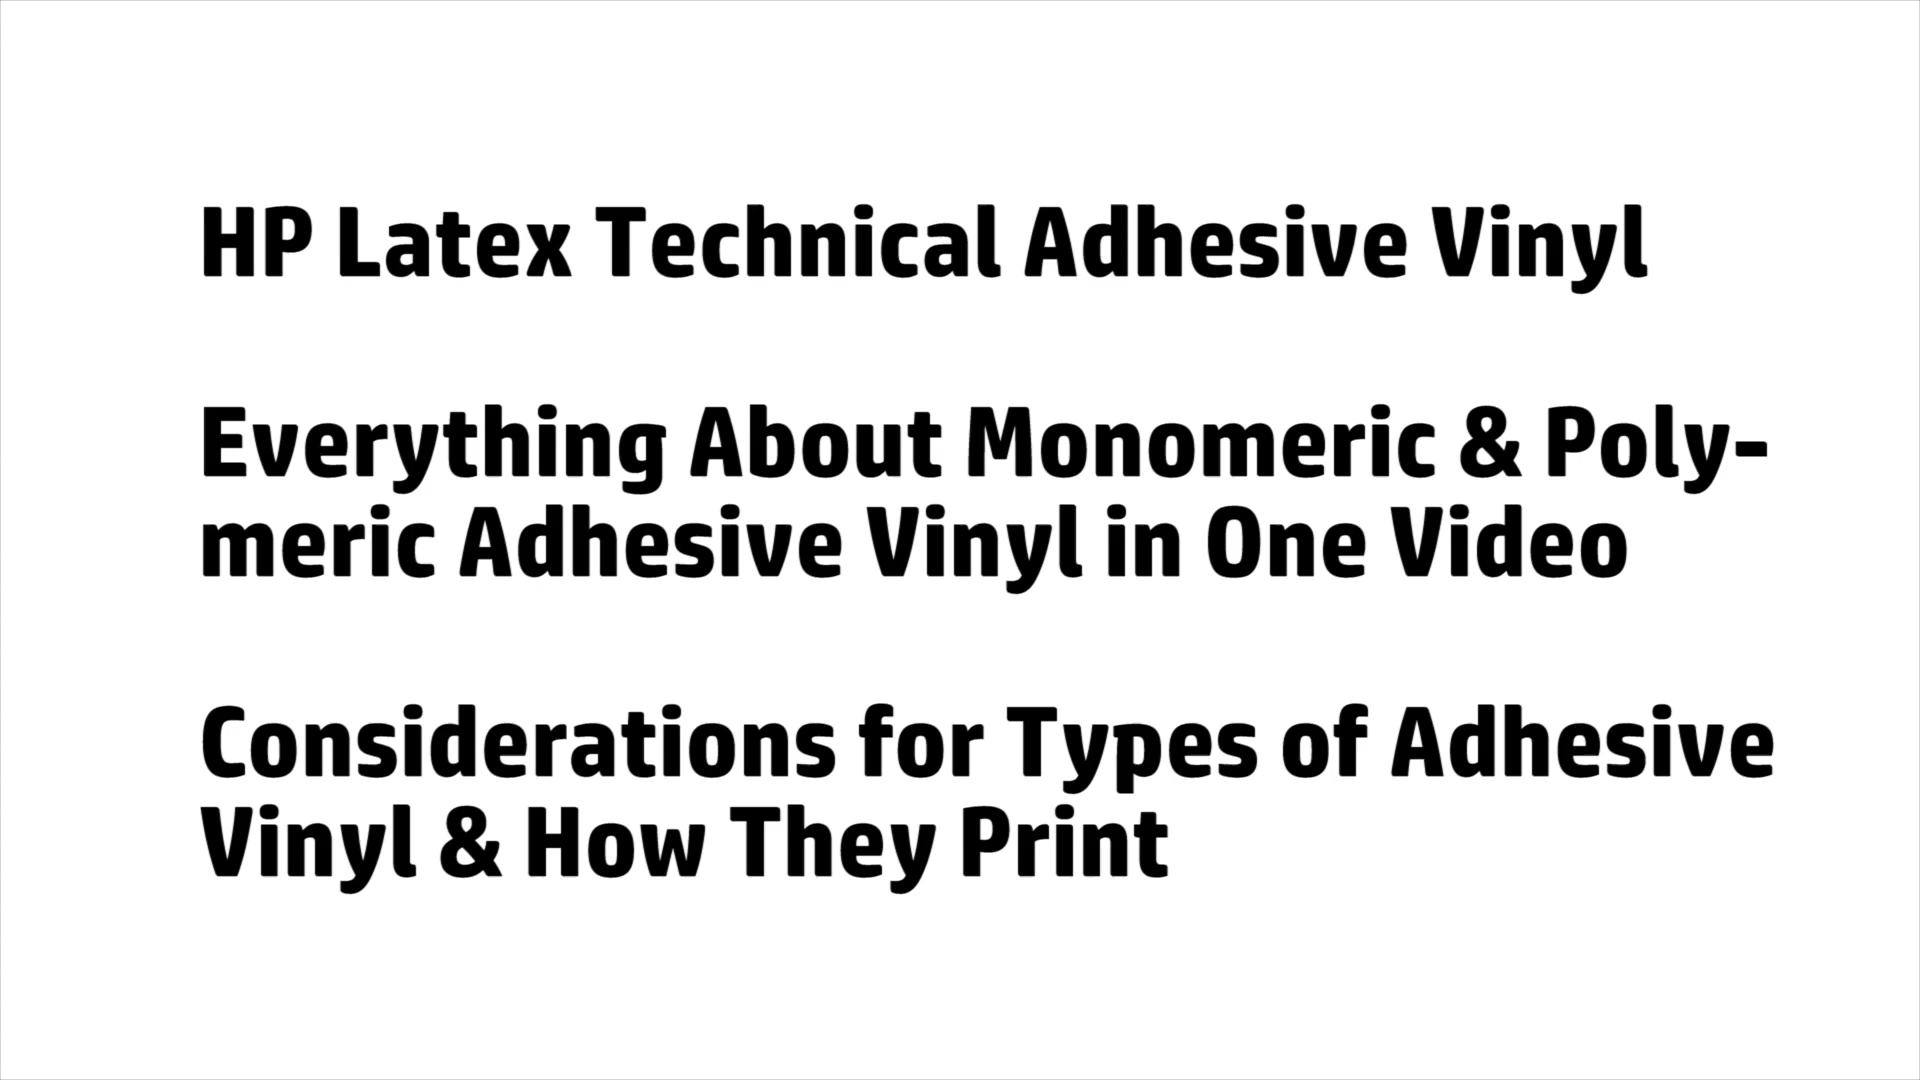 HP Latex Technical Adhesive Vinyl
Everything About Monomeric & Poly-
meric Adhesive Vinyl in One Video
Considerations for Types of Adhesive
Vinyl & How They Print